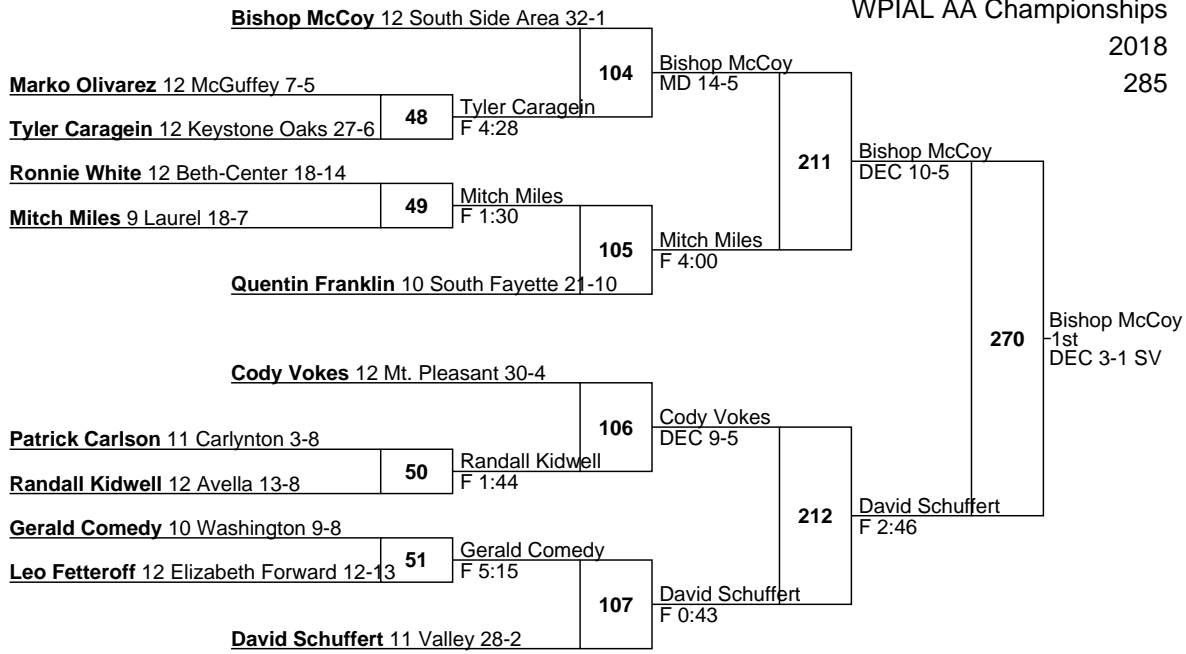 WPIAL AA Championships
2018
285
Bishop McCoy 12 South Side Area 32-1
104
Bishop McCoy
MD 14-5
Marko Olivarez 12 McGuffey 7-5
48
Tyler Caragein
F 4:28
Tyler Caragein 12 Keystone Oaks 27-6
211
Bishop McCoy
DEC 10-5
Ronnie White 12 Beth-Center 18-14
49
Mitch Miles
F 1:30
Mitch Miles 9 Laurel 18-7
105
Mitch Miles
F 4:00
Quentin Franklin 10 South Fayette 21-10
270
Bishop McCoy
1st
DEC 3-1 SV
Cody Vokes 12 Mt. Pleasant 30-4
106
Cody Vokes
DEC 9-5
Patrick Carlson 11 Carlynton 3-8
50
Randall Kidwell
F 1:44
Randall Kidwell 12 Avella 13-8
212
David Schuffert
F 2:46
Gerald Comedy 10 Washington 9-8
51
Gerald Comedy
F 5:15
Leo Fetteroff 12 Elizabeth Forward 12-13
107
David Schuffert
F 0:43
David Schuffert 11 Valley 28-2